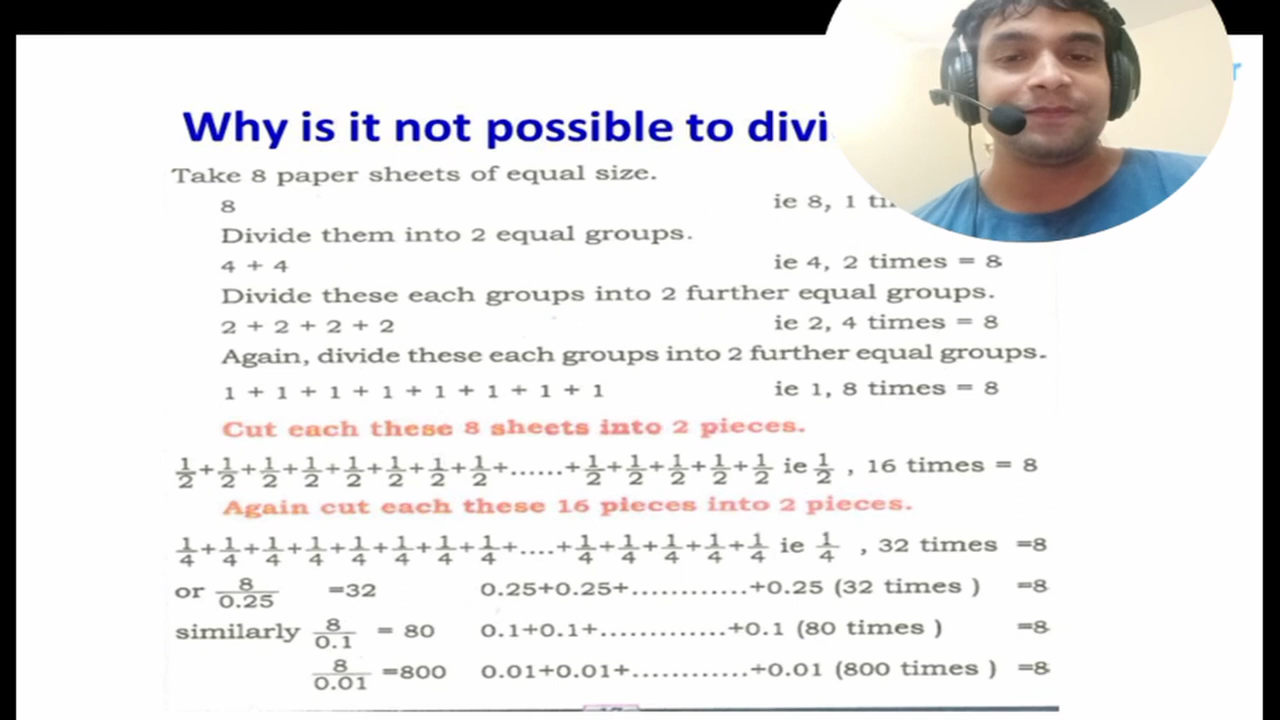 Why is it not possible to
Take 8 paper sheets of equal size.
8 ie 8, 1
Divide them into 2 equal groups.
4 + 4 ie 4, 2 times = 8
Divide these each groups into 2 further equal groups.
2 + 2 + 2 + 2 ie 2, 4 times = 8
Again, divide these each groups into 2 further equal groups.
1 + 1 + 1 + 1 + 1 + 1 + 1 + 1 ie 1, 8 times = 8
Cut each these 8 sheets into 2 pieces.
1/2+1/2+1/2+1/2+1/2+1/2+1/2+1/2+......+1/2+1/2+1/2+1/2+1/2 ie 1/2 , 16 times = 8
Again cut each these 16 pieces into 2 pieces.
1/4+1/4+1/4+1/4+1/4+1/4+1/4+1/4+....+1/4+1/4+1/4+1/4+1/4 ie 1/4 , 32 times =8
or 8/0.25 =32 0.25+0.25+............+0.25 (32 times ) =8
similarly 8/0.1 = 80 0.1+0.1+.............+0.1 (80 times ) =8
8/0.01 =800 0.01+0.01+............+0.01 (800 times ) =8